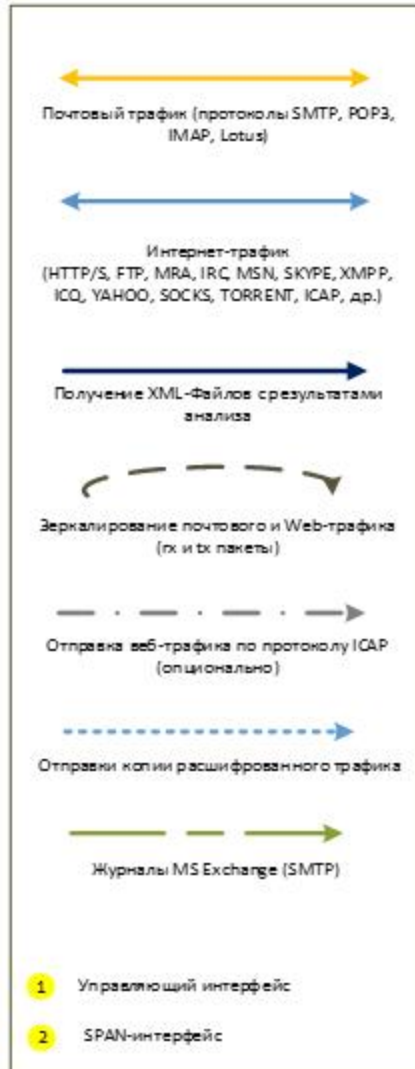 Почтовый трафик (протоколы SMTP, POP3,
IMAP, Lotus)
Интернет-трафик
(HTTP/S, FTP, MRA, IRC, MSN, SKYPE, XMPP,
ICQ, YAHOO, SOCKS, TORRENT, ICAP, др.)
Получение XML-Файлов с результатами
анализа
Зеркалирование почтового и Web-трафика
(rx и tx пакеты)
Отправка веб-трафика по протоколу ICAP
(опционально)
Отправки копии расшифрованного трафика
Журналы MS Exchange (SMTP)
1 Управляющий интерфейс
2 SPAN-интерфейс